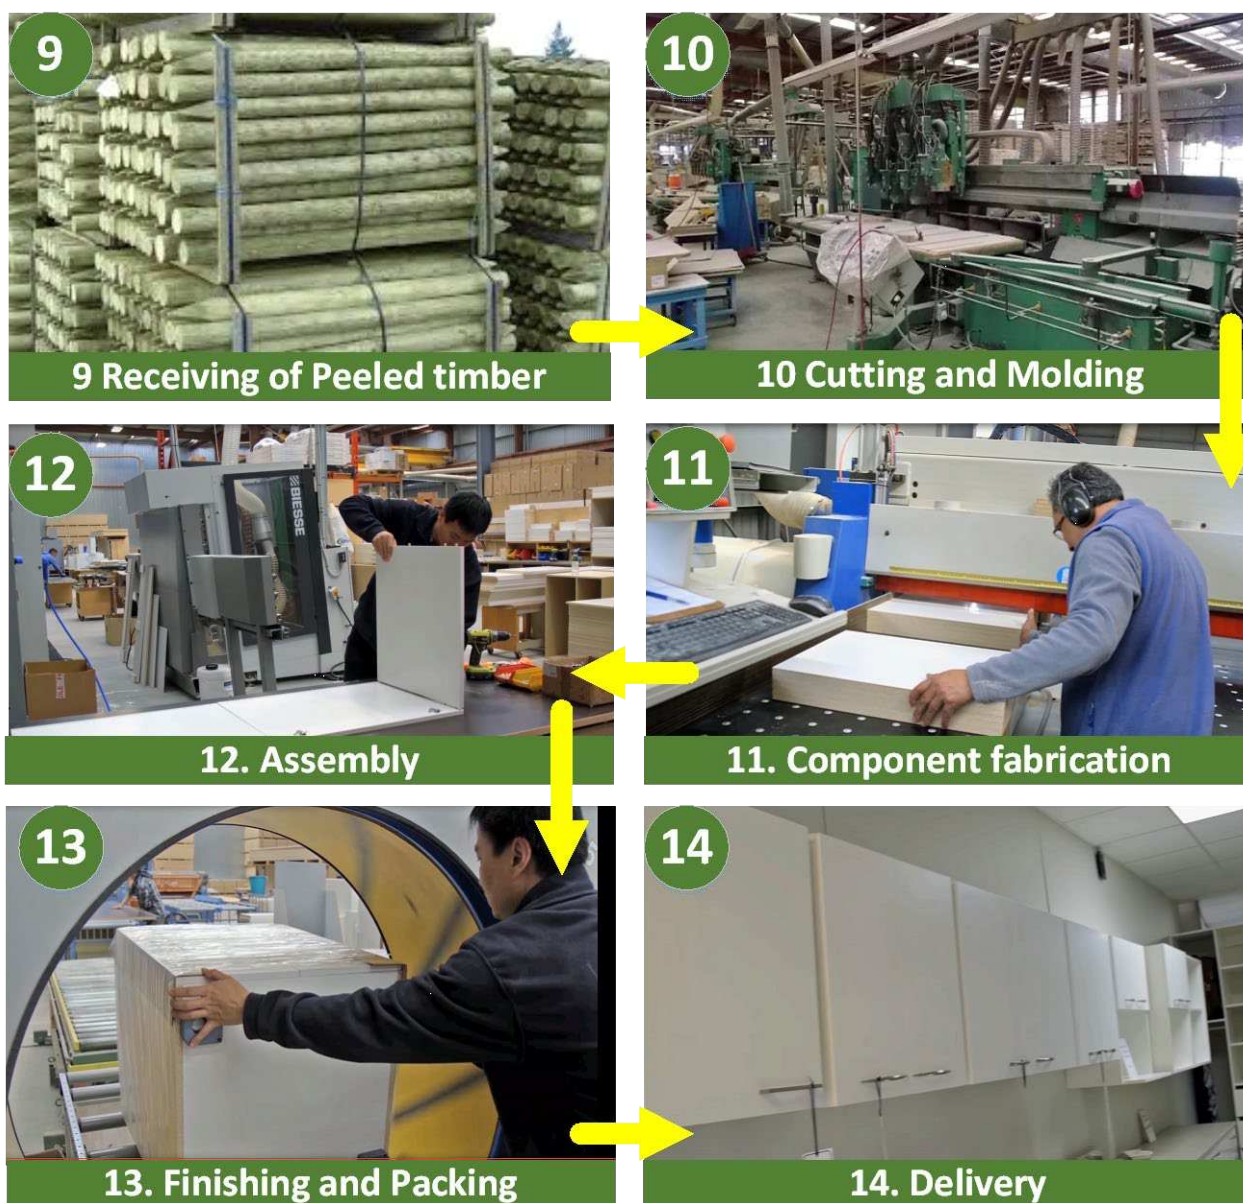 9
9 Receiving of Peeled timber
10
10 Cutting and Molding
12
BIESSE
12. Assembly
11
11. Component fabrication
13
13. Finishing and Packing
14
14. Delivery